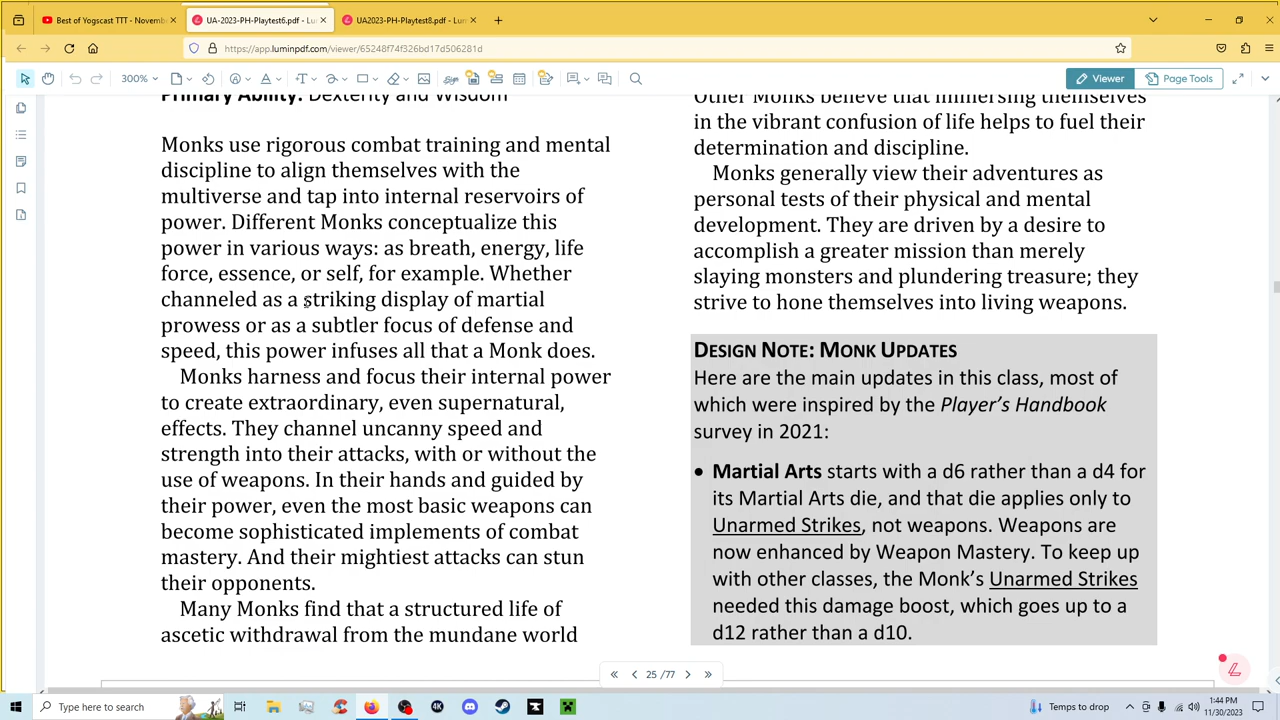 Best of Yogscast TTT - Novemb
UA-2023-PH-Playtest6.pdf - Lu
UA2023-PH-Playtest8.pdf - Lum
https://app.luminpdf.com/viewer/65248f74f326bd17d506281d
300%
Viewer
Page Tools
Primary Ability: Dexterity and Wisdom
Monks use rigorous combat training and mental
discipline to align themselves with the
multiverse and tap into internal reservoirs of
power. Different Monks conceptualize this
power in various ways: as breath, energy, life
force, essence, or self, for example. Whether
channeled as a striking display of martial
prowess or as a subtler focus of defense and
speed, this power infuses all that a Monk does.
Monks harness and focus their internal power
to create extraordinary, even supernatural,
effects. They channel uncanny speed and
strength into their attacks, with or without the
use of weapons. In their hands and guided by
their power, even the most basic weapons can
become sophisticated implements of combat
mastery. And their mightiest attacks can stun
their opponents.
Many Monks find that a structured life of
ascetic withdrawal from the mundane world
Other Monks believe that immersing themselves
in the vibrant confusion of life helps to fuel their
determination and discipline.
Monks generally view their adventures as
personal tests of their physical and mental
development. They are driven by a desire to
accomplish a greater mission than merely
slaying monsters and plundering treasure; they
strive to hone themselves into living weapons.
DESIGN NOTE: MONK UPDATES
Here are the main updates in this class, most of
which were inspired by the Player's Handbook
survey in 2021:
• Martial Arts starts with a d6 rather than a d4 for
its Martial Arts die, and that die applies only to
Unarmed Strikes, not weapons. Weapons are
now enhanced by Weapon Mastery. To keep up
with other classes, the Monk's Unarmed Strikes
needed this damage boost, which goes up to a
d12 rather than a d10.
25 /77
Type here to search
Temps to drop
1:44 PM
11/30/2023